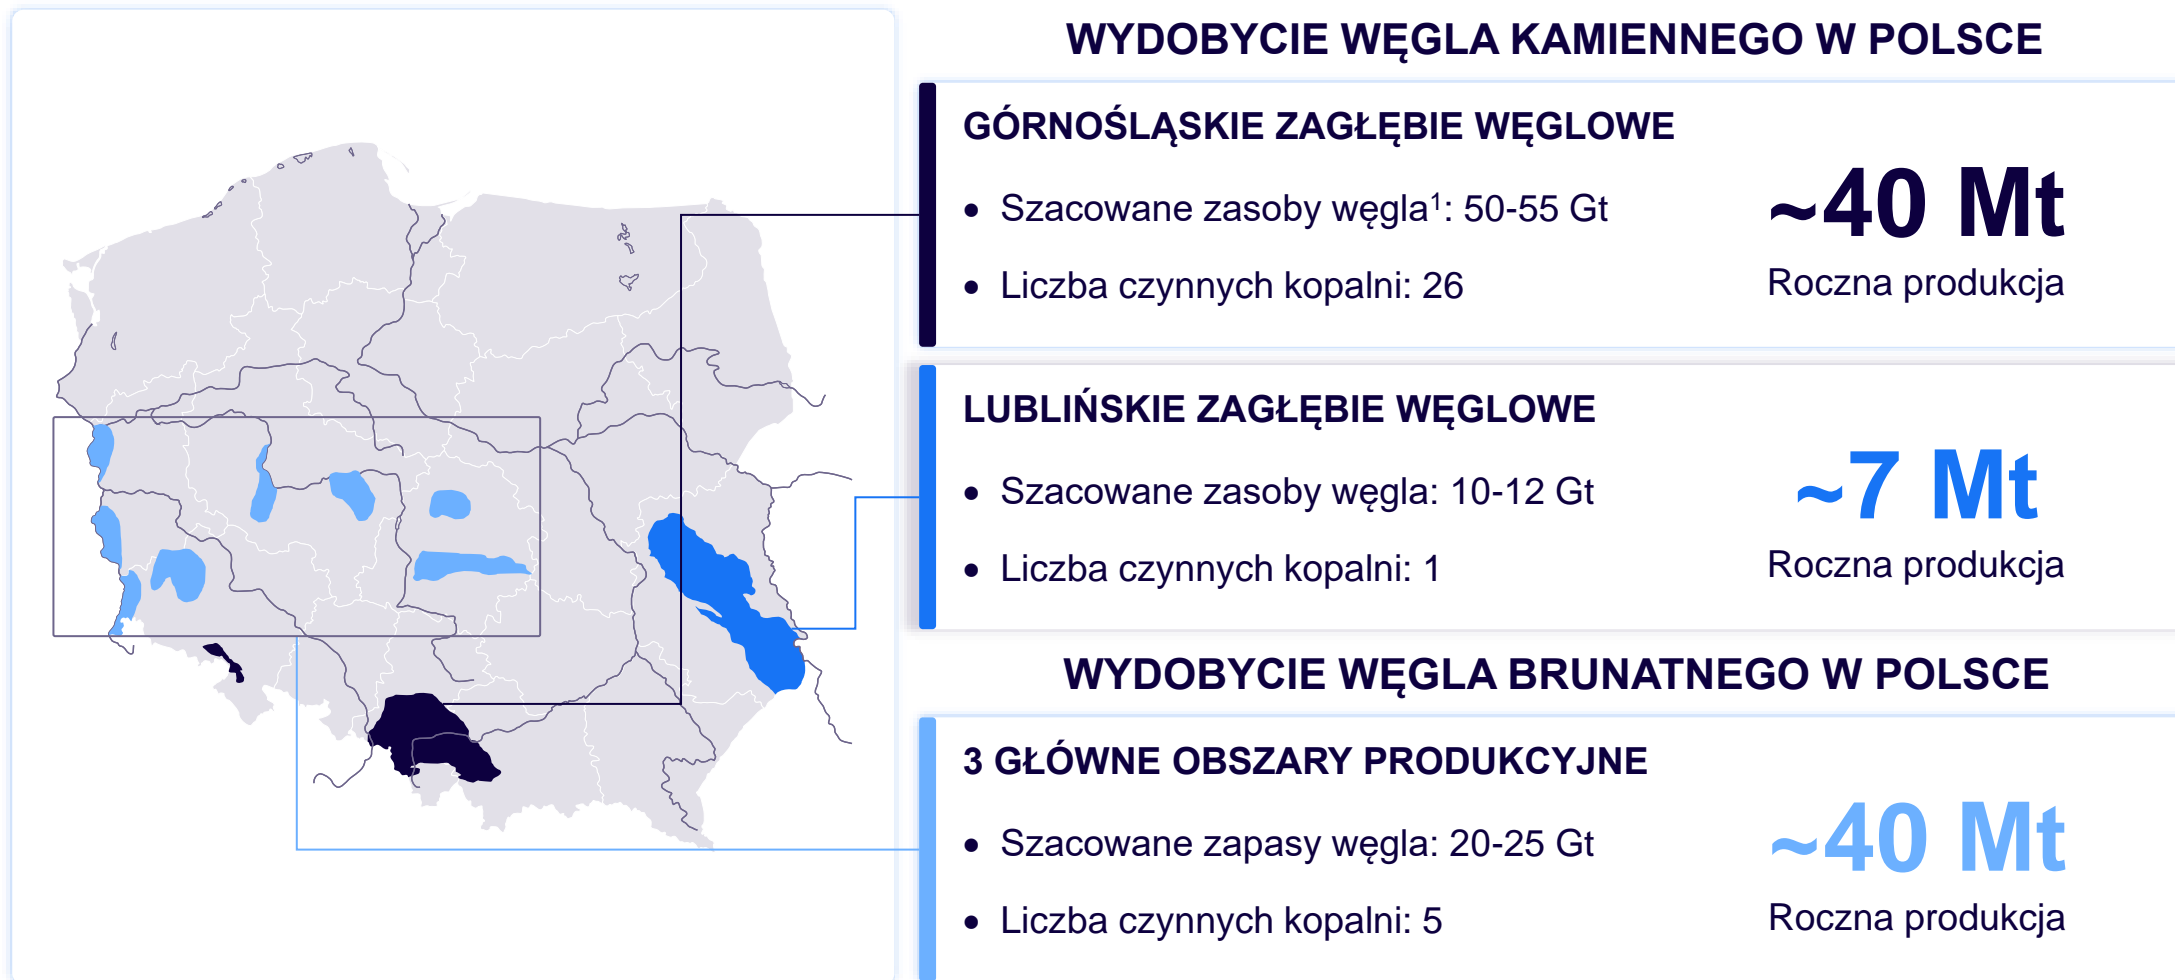 WYDOBYCIE WĘGLA KAMIENNEGO W POLSCE
GÓRNOŚLĄSKIE ZAGŁĘBIE WĘGLOWE
• Szacowane zasoby węgla¹: 50-55 Gt
• Liczba czynnych kopalni: 26
~40 Mt
Roczna produkcja
LUBLIŃSKIE ZAGŁĘBIE WĘGLOWE
• Szacowane zasoby węgla: 10-12 Gt
• Liczba czynnych kopalni: 1
~7 Mt
Roczna produkcja
WYDOBYCIE WĘGLA BRUNATNEGO W POLSCE
3 GŁÓWNE OBSZARY PRODUKCYJNE
• Szacowane zapasy węgla: 20-25 Gt
• Liczba czynnych kopalni: 5
~40 Mt
Roczna produkcja